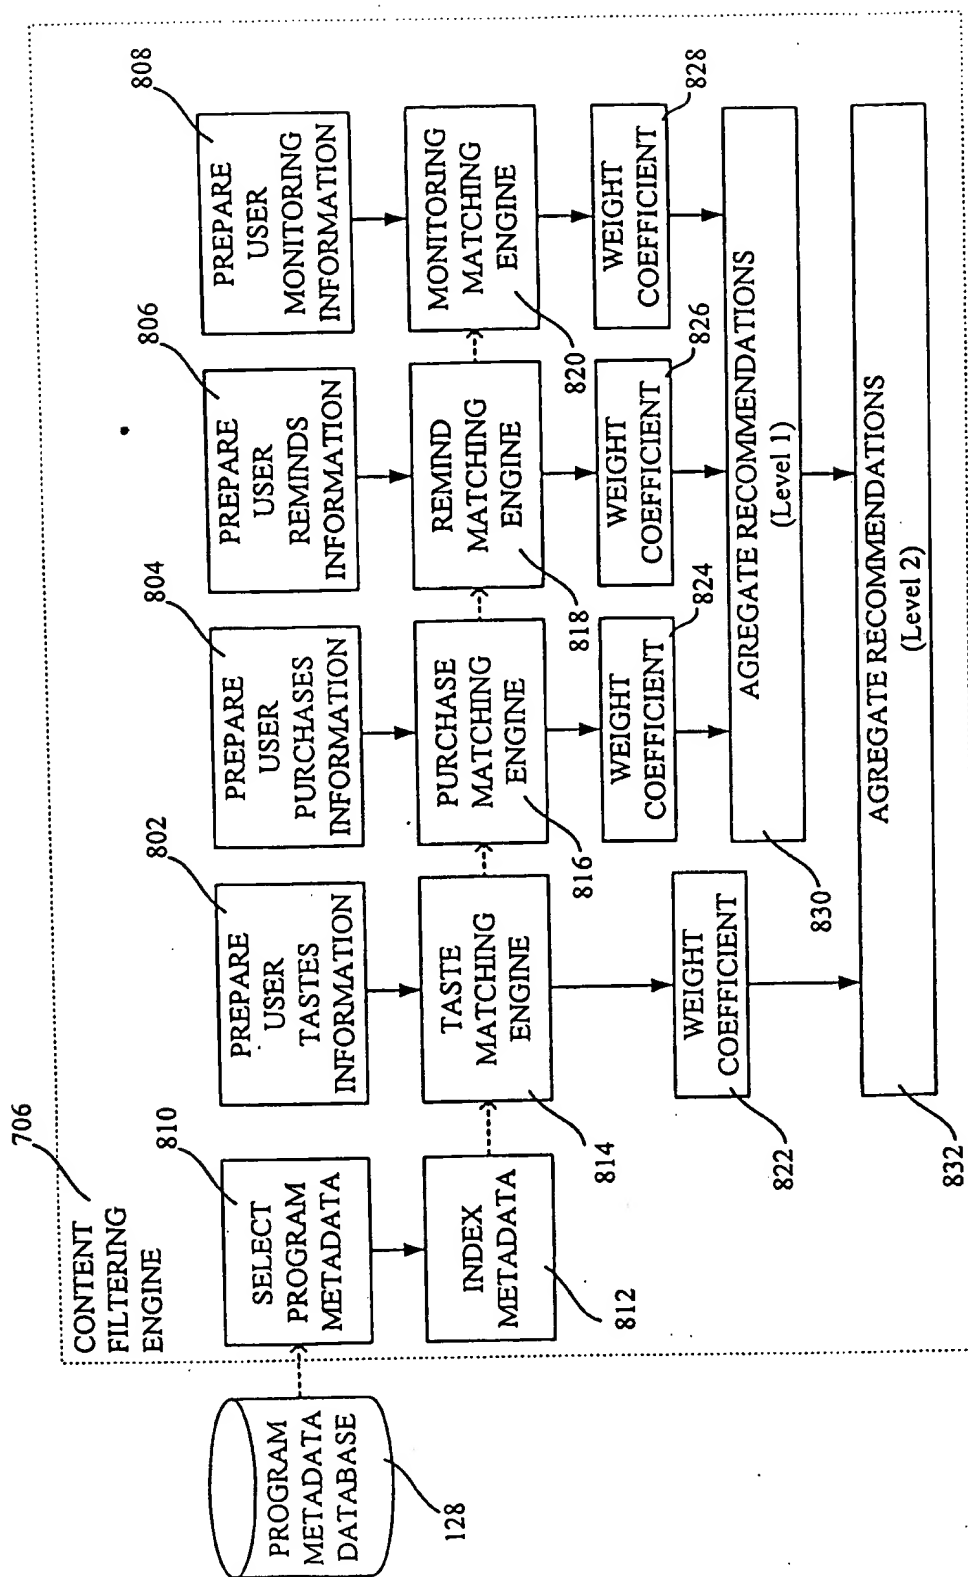 706
CONTENT
FILTERING
ENGINE
PROGRAM
METADATA
DATABASE
128
810
SELECT
PROGRAM
METADATA
INDEX
METADATA
812
802
PREPARE
USER
TASTES
INFORMATION
TASTE
MATCHING
ENGINE
814
WEIGHT
COEFFICIENT
822
804
PREPARE
USER
PURCHASES
INFORMATION
PURCHASE
MATCHING
ENGINE
816
WEIGHT
COEFFICIENT
824
806
PREPARE
USER
REMINDS
INFORMATION
REMIND
MATCHING
ENGINE
818
WEIGHT
COEFFICIENT
826
808
PREPARE
USER
MONITORING
INFORMATION
MONITORING
MATCHING
ENGINE
820
WEIGHT
COEFFICIENT
828
AGREGATE RECOMMENDATIONS
(Level 1)
830
AGREGATE RECOMMENDATIONS
(Level 2)
832